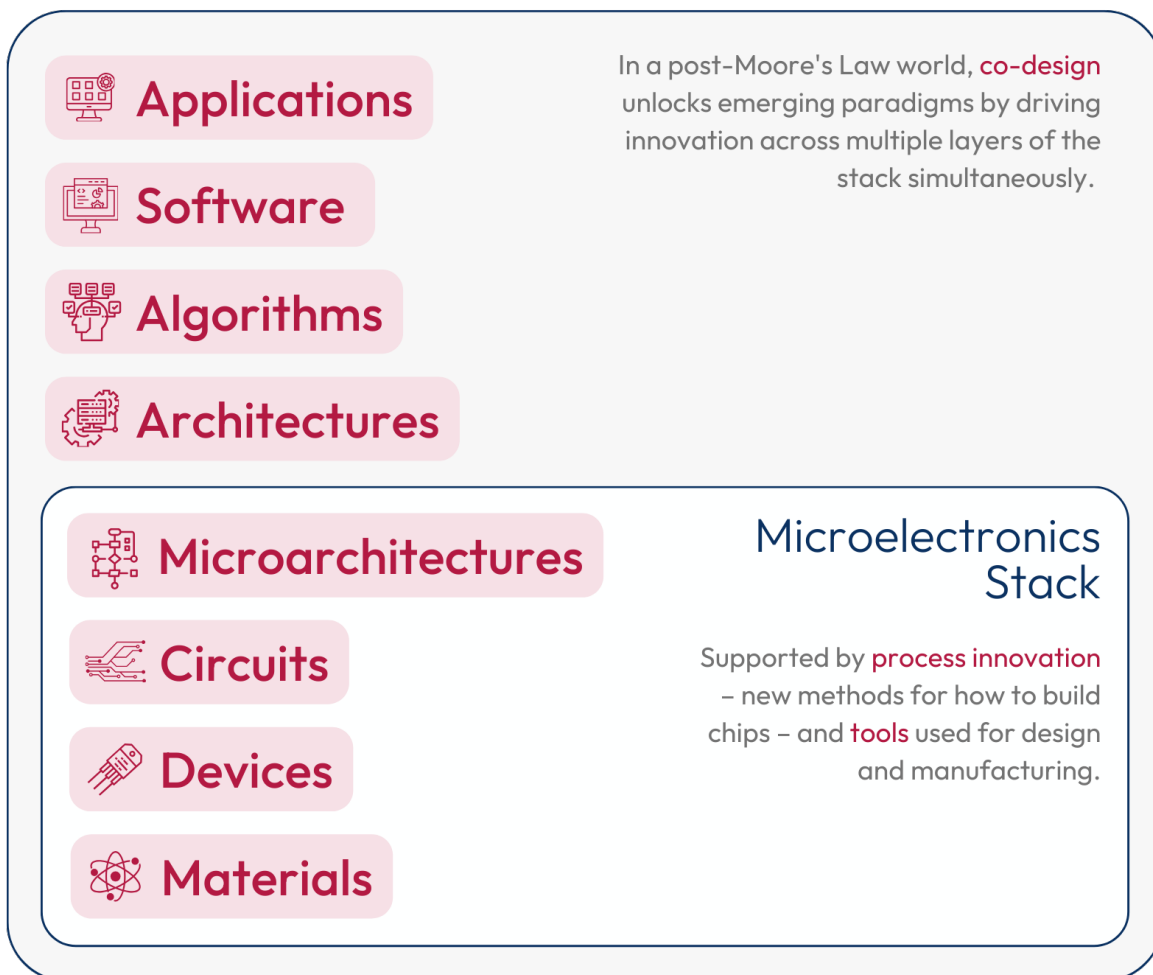 Applications
In a post-Moore's Law world, co-design
unlocks emerging paradigms by driving
innovation across multiple layers of the
stack simultaneously.
Software
Algorithms
Architectures
Microarchitectures
Microelectronics
Stack
Supported by process innovation
– new methods for how to build
chips – and tools used for design
and manufacturing.
Circuits
Devices
Materials